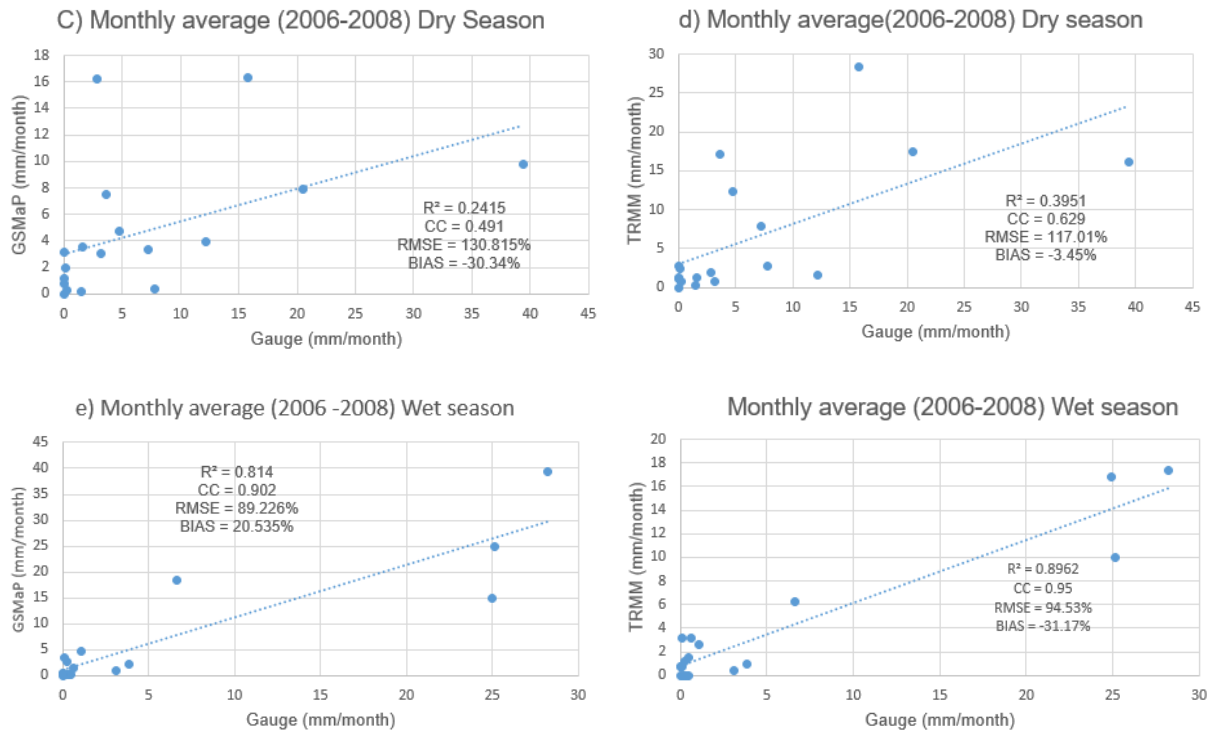 C) Monthly average (2006-2008) Dry Season
18
16
14
12
10
8
6
4
2
0
GSMaP (mm/month)
R² = 0.2415
CC = 0.491
RMSE = 130.815%
BIAS = -30.34%
0 5 10 15 20 25 30 35 40 45
Gauge (mm/month)
d) Monthly average(2006-2008) Dry season
30
25
20
15
10
5
0
TRMM (mm/month)
R² = 0.3951
CC = 0.629
RMSE = 117.01%
BIAS = -3.45%
0 5 10 15 20 25 30 35 40 45
Gauge (mm/month)
e) Monthly average (2006 -2008) Wet season
45
40
35
30
25
20
15
10
5
0
GSMaP (mm/month)
R² = 0.814
CC = 0.902
RMSE = 89.226%
BIAS = 20.535%
0 5 10 15 20 25 30
Gauge (mm/month)
Monthly average (2006-2008) Wet season
20
18
16
14
12
10
8
6
4
2
0
TRMM (mm/month)
R² = 0.8962
CC = 0.95
RMSE = 94.53%
BIAS = -31.17%
0 5 10 15 20 25 30
Gauge (mm/month)